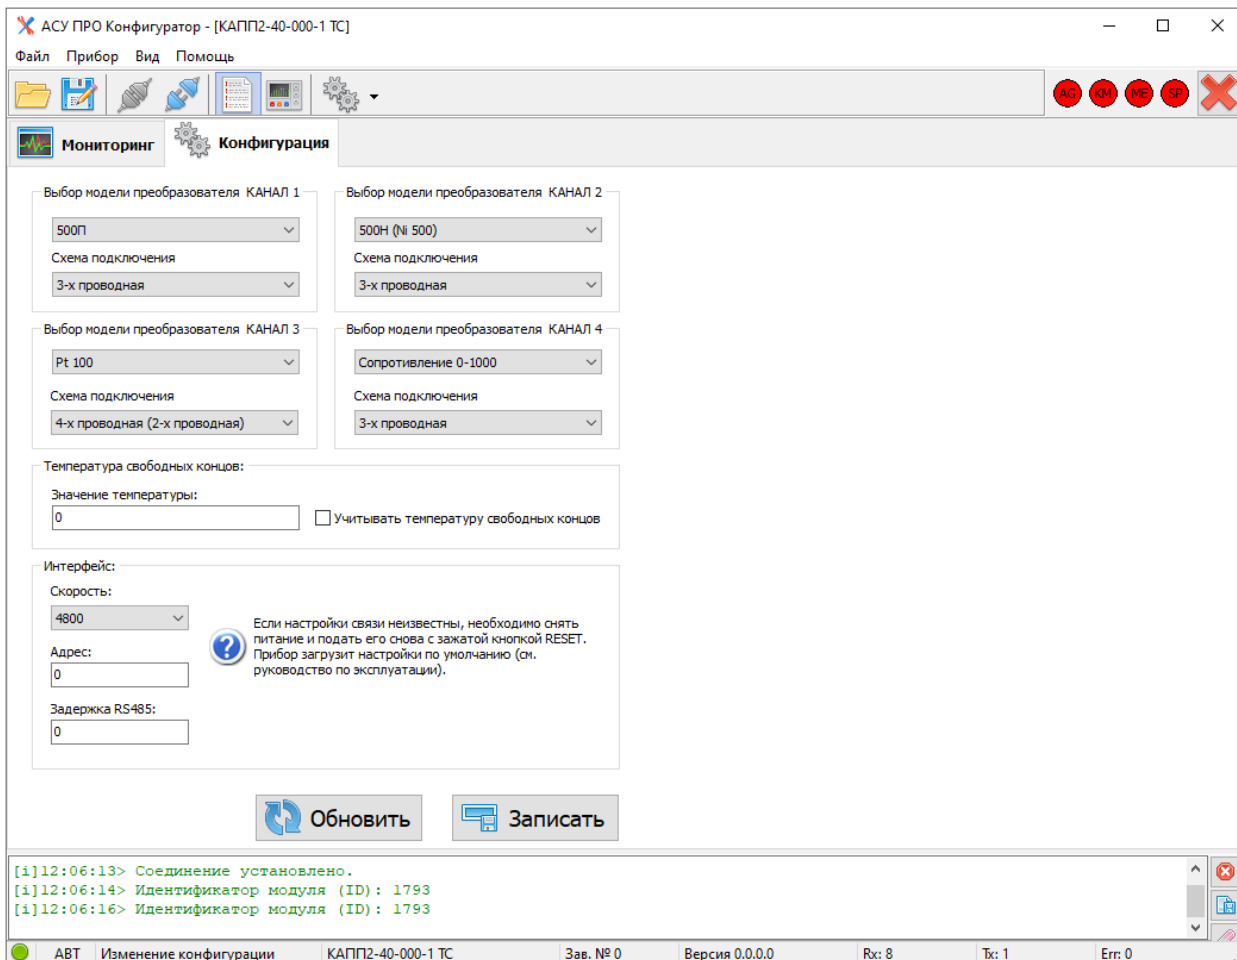 АСУ ПРО Конфигуратор - [КАПП2-40-000-1 ТС]
Файл Прибор Вид Помощь
AG KM ME SP
Мониторинг Конфигурация
Выбор модели преобразователя КАНАЛ 1
500П
Схема подключения
3-х проводная
Выбор модели преобразователя КАНАЛ 2
500Н (Ni 500)
Схема подключения
3-х проводная
Выбор модели преобразователя КАНАЛ 3
Pt 100
Схема подключения
4-х проводная (2-х проводная)
Выбор модели преобразователя КАНАЛ 4
Сопротивление 0-1000
Схема подключения
3-х проводная
Температура свободных концов:
Значение температуры:
0
Учитывать температуру свободных концов
Интерфейс:
Скорость:
4800
Адрес:
0
Задержка RS485:
0
Если настройки связи неизвестны, необходимо снять
питание и подать его снова с зажатой кнопкой RESET.
Прибор загрузит настройки по умолчанию (см.
руководство по эксплуатации).
Обновить
Записать
[i]12:06:13> Соединение установлено.
[i]12:06:14> Идентификатор модуля (ID): 1793
[i]12:06:16> Идентификатор модуля (ID): 1793
АВТ Изменение конфигурации КАПП2-40-000-1 ТС Зав. № 0 Версия 0.0.0.0 Rx: 8 Tx: 1 Err: 0